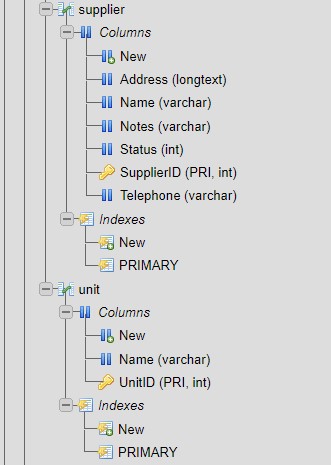 supplier
Columns
New
Address (longtext)
Name (varchar)
Notes (varchar)
Status (int)
SupplierID (PRI, int)
Telephone (varchar)
Indexes
New
PRIMARY
unit
Columns
New
Name (varchar)
UnitID (PRI, int)
Indexes
New
PRIMARY